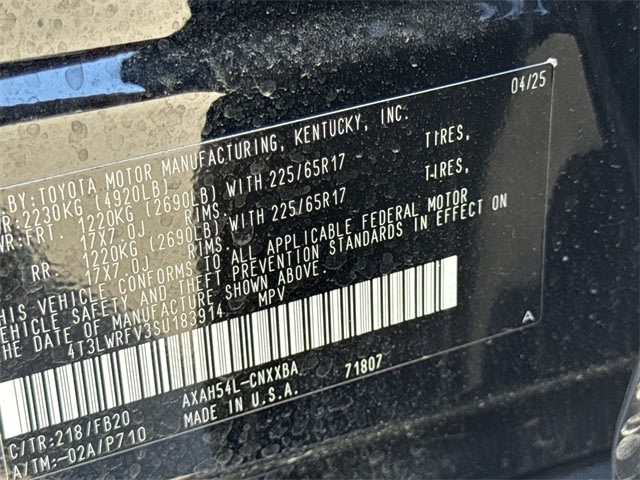 04/25
BY:TOYOTA MOTOR MANUFACTURING, KENTUCKY, INC.
2230KG (4920LB)
FRT. 1220KG (2690LB) WITH 225/65R17 TIRES,
17X7.0J RIMS.
RR. 1220KG (2690LB) WITH 225/65R17 TIRES,
17X7.0J RIMS.
THIS VEHICLE CONFORMS TO ALL APPLICABLE FEDERAL MOTOR
VEHICLE SAFETY AND THEFT PREVENTION STANDARDS IN EFFECT ON
THE DATE OF MANUFACTURE SHOWN ABOVE.
4T3LWRFV3SU183914 MPV
A
C/TR:218/FB20 AXAH54L-CNXXBA 71807
A/TM:-02A/P710 MADE IN U.S.A.